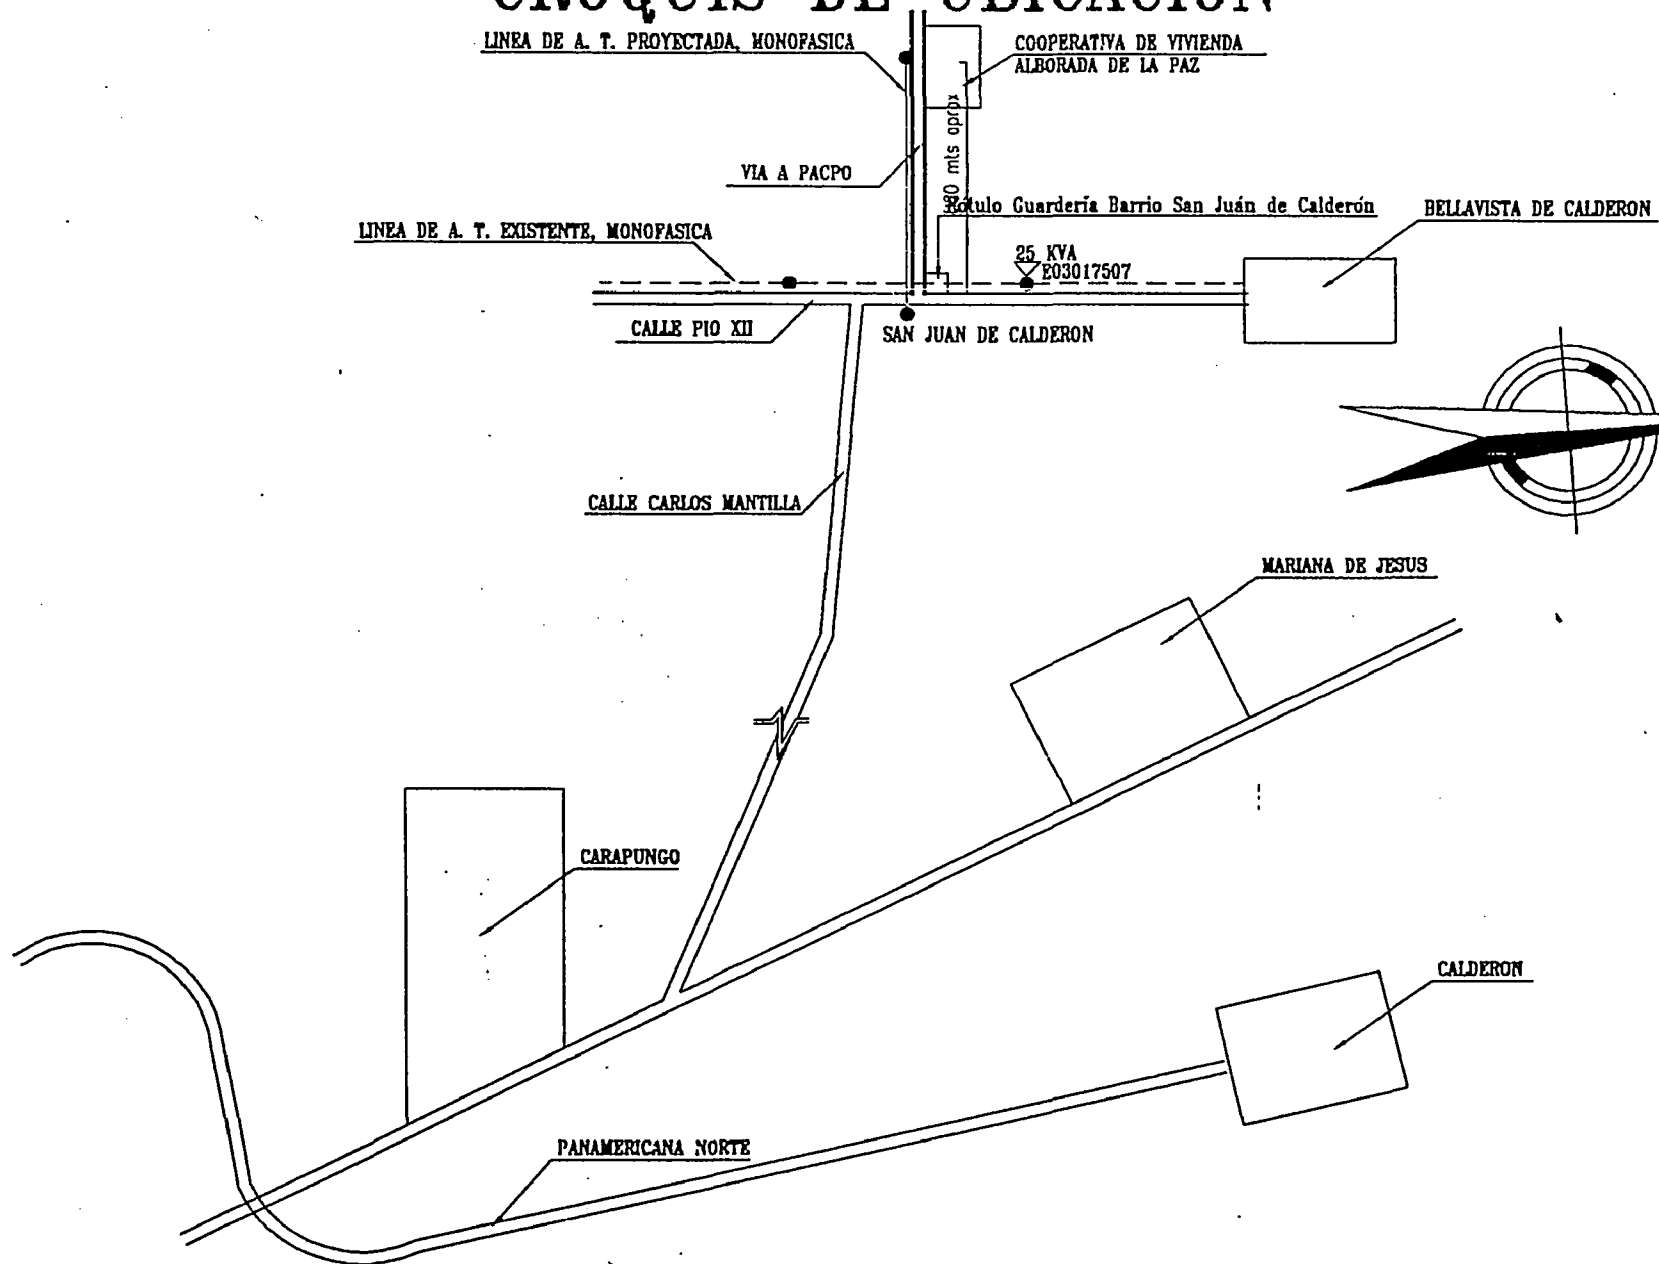 CROQUIS DE UBICACION
LINEA DE A. T. PROYECTADA, MONOFASICA
COOPERATIVA DE VIVIENDA
ALBORADA DE LA PAZ
80 mts aprox
VIA A PACPO
Rótulo Guardería Barrio San Juán de Calderón
BELLAVISTA DE CALDERON
LINEA DE A. T. EXISTENTE, MONOFASICA
25 KVA
E03017507
CALLE PIO XII
SAN JUAN DE CALDERON
CALLE CARLOS MANTILLA
MARIANA DE JESUS
CARAPUNGO
CALDERON
PANAMERICANA NORTE